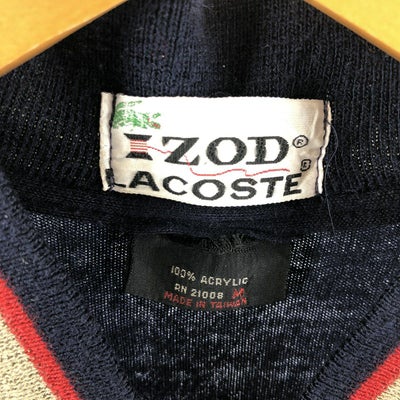 IZOD®
LACOSTE®
100% ACRYLIC
RN 21008 M
MADE IN TAIWAN